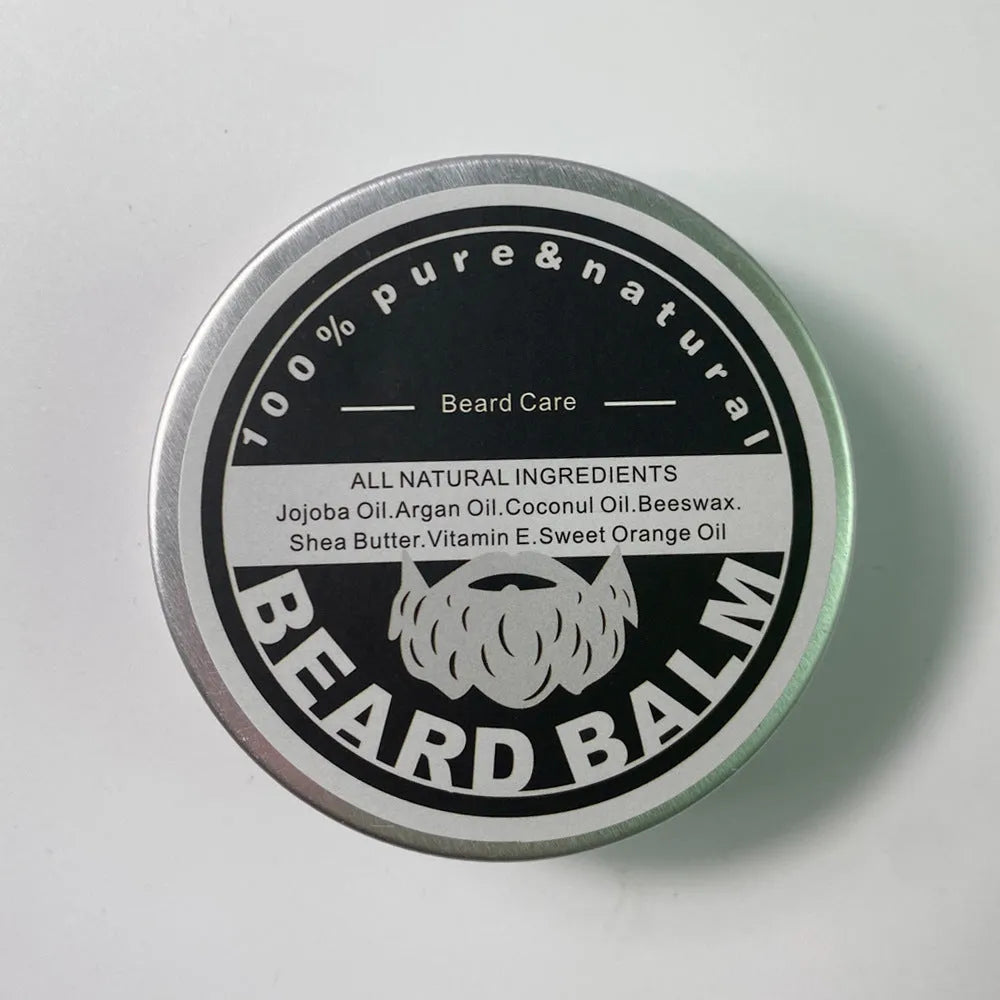 100% pure&natural
Beard Care
ALL NATURAL INGREDIENTS
Jojoba Oil.Argan Oil.Coconul Oil.Beeswax.
Shea Butter.Vitamin E.Sweet Orange Oil
BEARD BALM